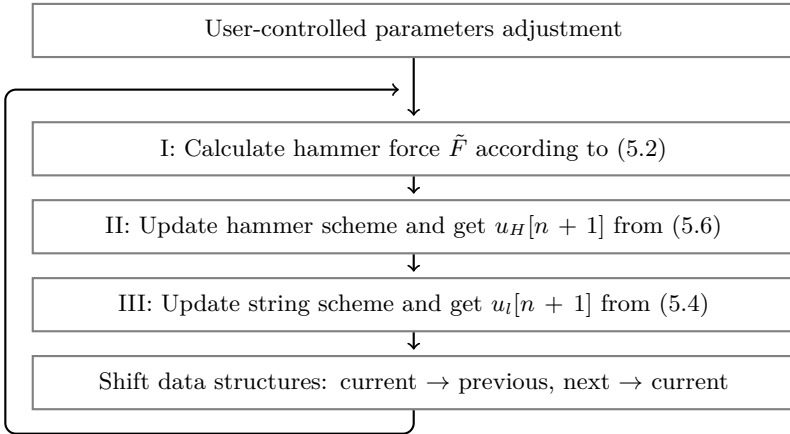 User-controlled parameters adjustment
I: Calculate hammer force F̃ according to (5.2)
II: Update hammer scheme and get u_H[n + 1] from (5.6)
III: Update string scheme and get u_l[n + 1] from (5.4)
Shift data structures: current → previous, next → current